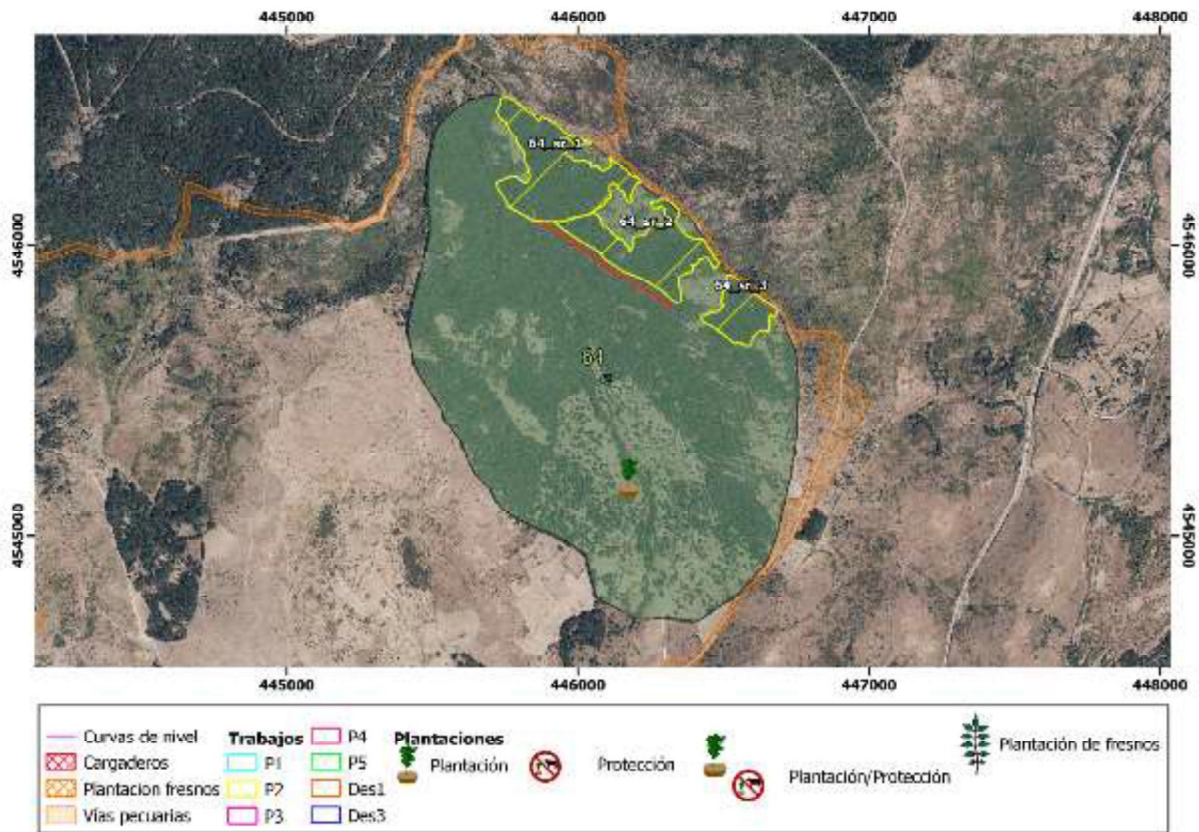 445000 446000 447000 448000
64_sr_1
64_sr_2
4546000 4546000
64_sr_3
64
4545000 4545000
445000 446000 447000 448000
Curvas de nivel Trabajos P4 Plantaciones
Cargaderos P1 P5 Plantación Protección Plantación/Protección Plantación de fresnos
Plantacion fresnos P2 Des1
Vías pecuarias P3 Des3